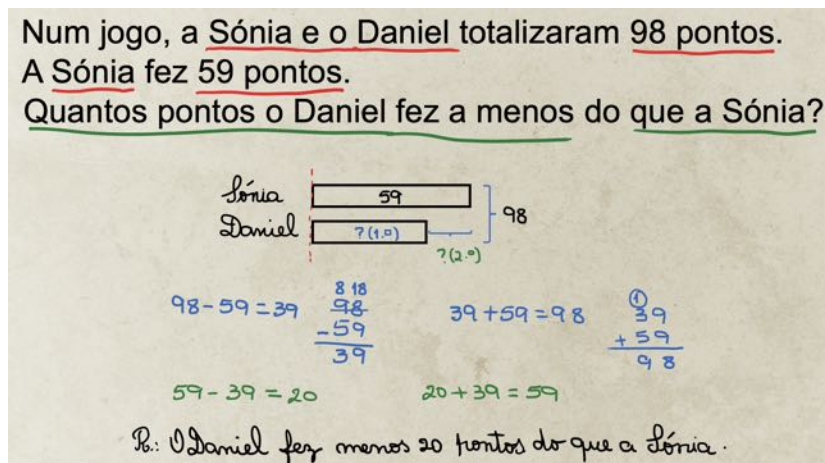 Num jogo, a Sónia e o Daniel totalizaram 98 pontos.
A Sónia fez 59 pontos.
Quantos pontos o Daniel fez a menos do que a Sónia?
Sónia 59
98
Daniel ?(1.º)
?(2.º)
98-59=39
8 18
98
-59
39
39+59=98
1
39
+59
98
59-39=20
20+39=59
R.: O Daniel fez menos 20 pontos do que a Sónia.